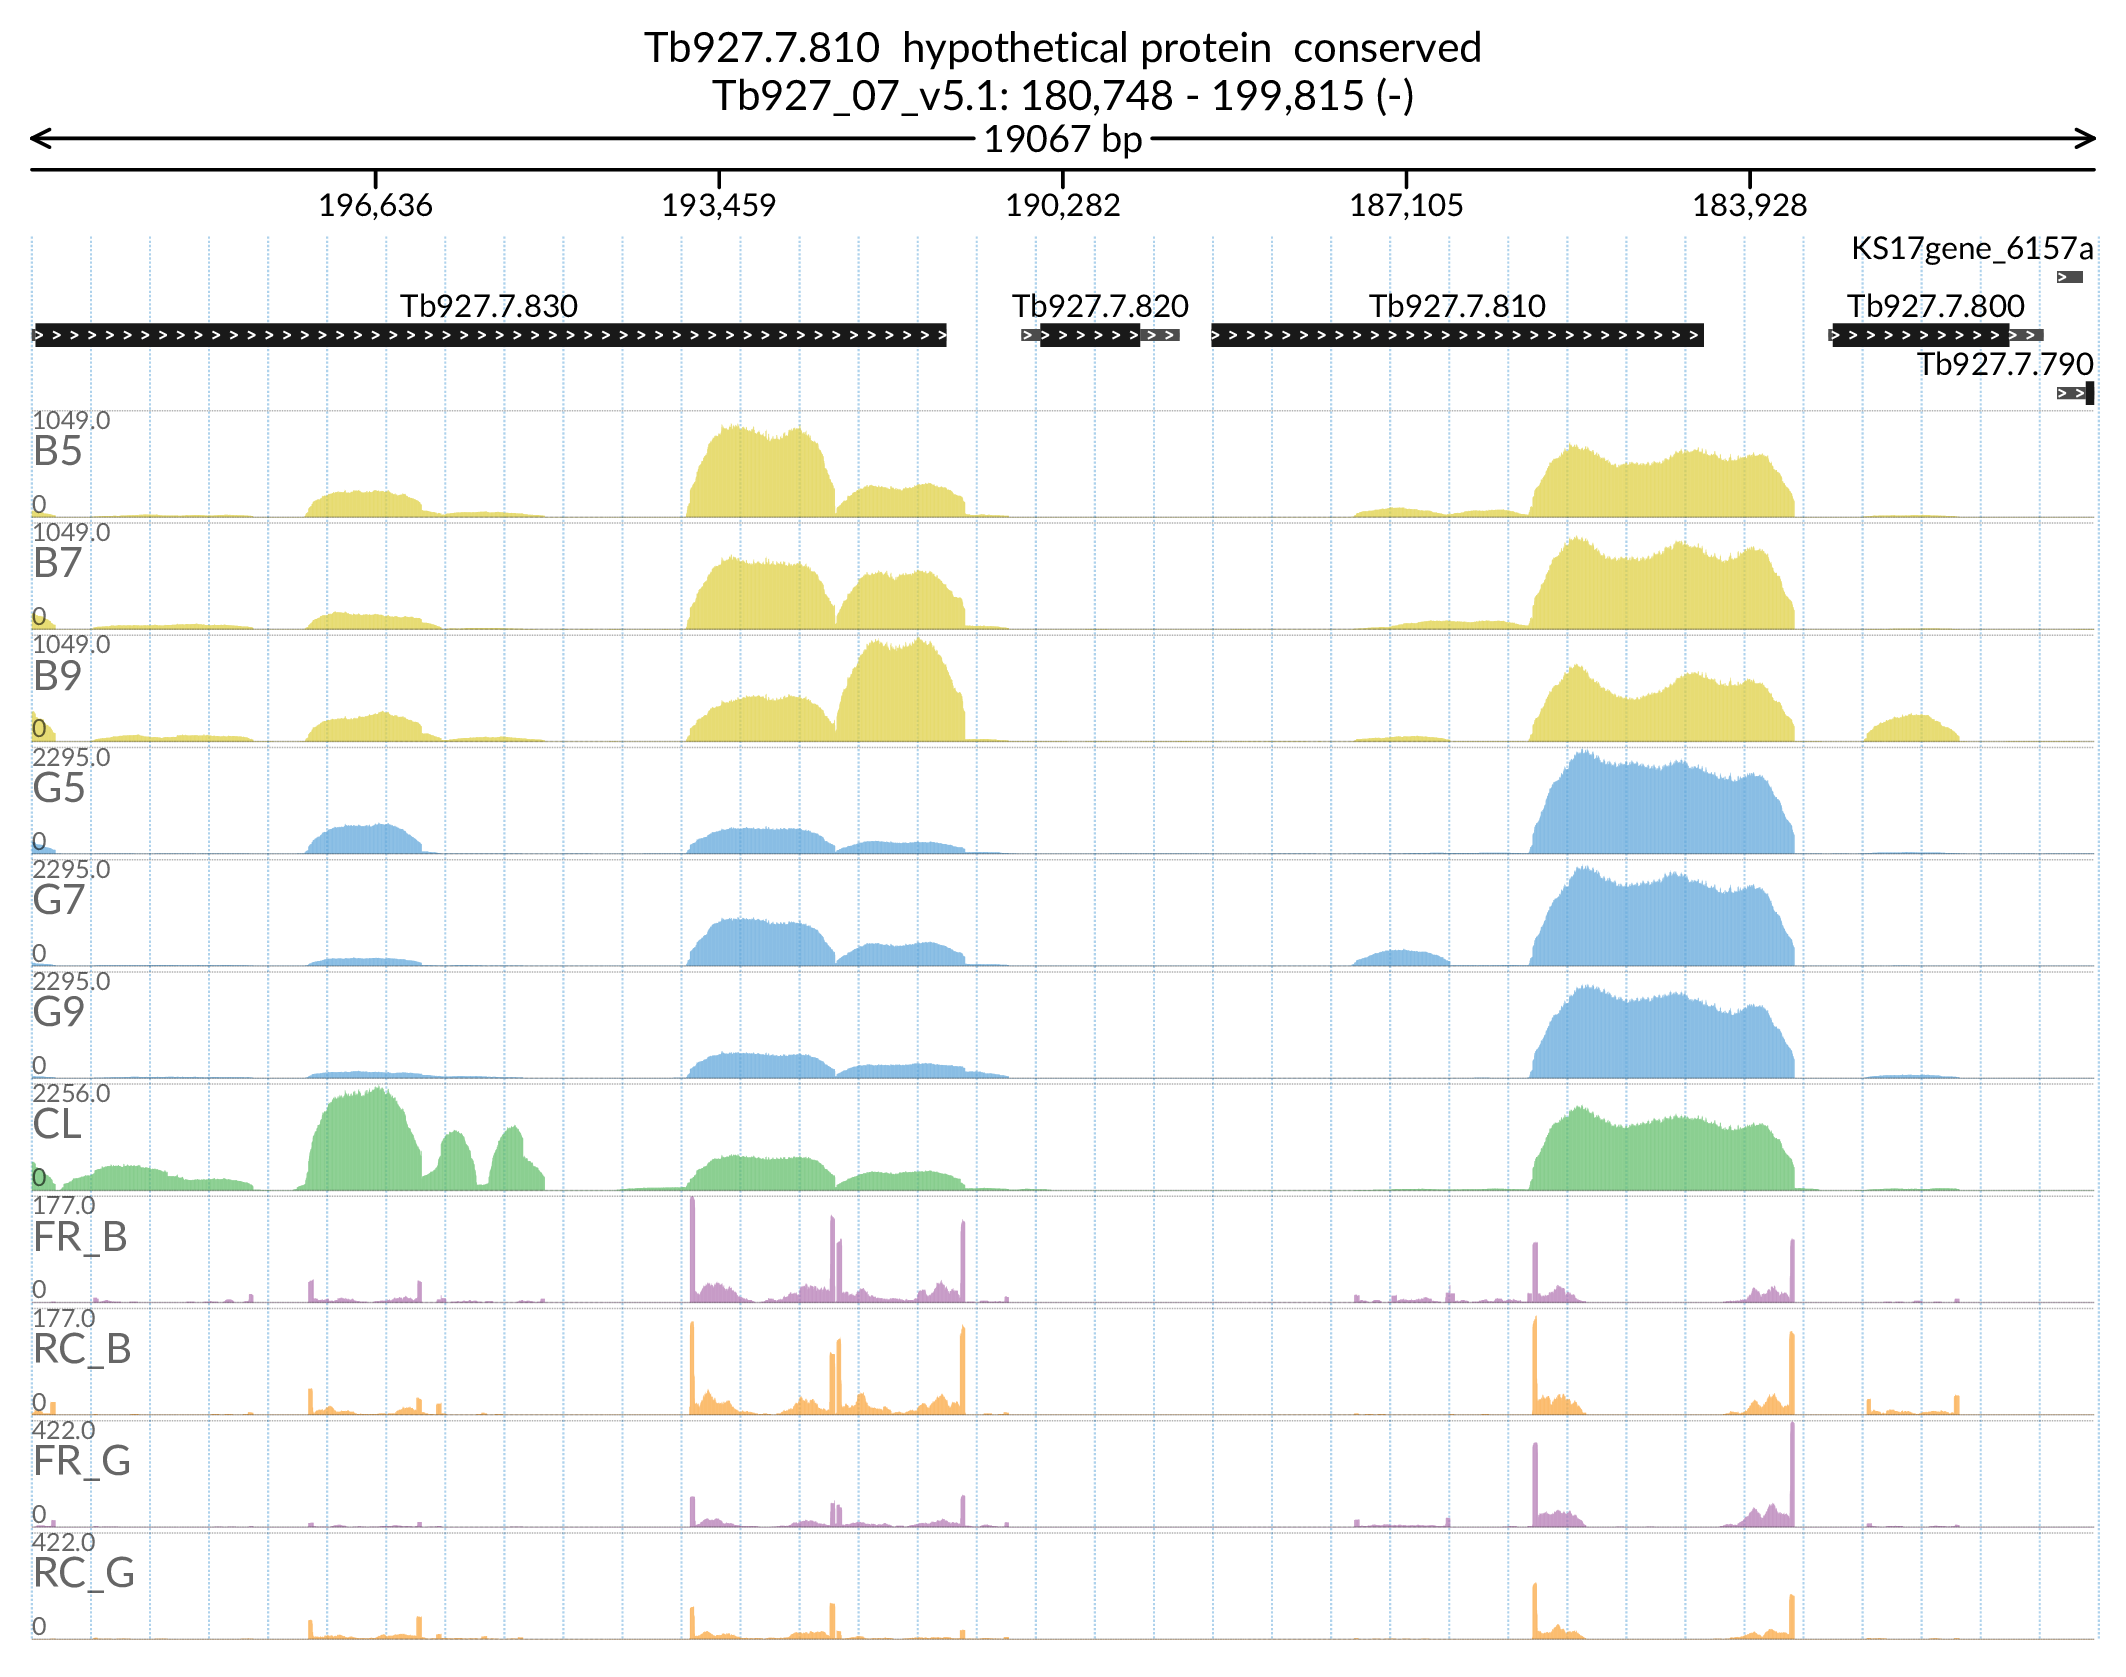 Tb927.7.810  hypothetical protein  conserved
Tb927_07_v5.1: 180,748 - 199,815 (-)
19067 bp
196,636 193,459 190,282 187,105 183,928
KS17gene_6157a
Tb927.7.830 Tb927.7.820 Tb927.7.810 Tb927.7.800
Tb927.7.790
1049.0
B5
0
1049.0
B7
0
1049.0
B9
0
2295.0
G5
0
2295.0
G7
0
2295.0
G9
0
2256.0
CL
0
177.0
FR_B
0
177.0
RC_B
0
422.0
FR_G
0
422.0
RC_G
0